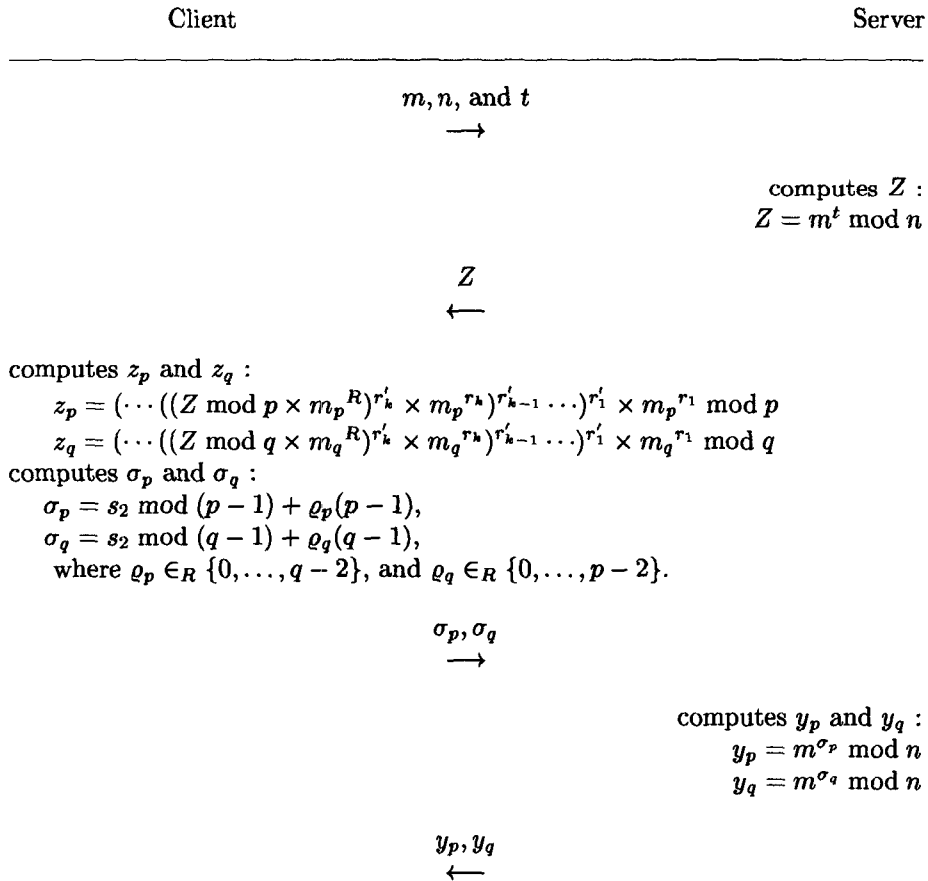 Client Server
m, n, and t
⟶
computes Z :
Z = m^t mod n
Z
⟵
computes z_p and z_q :
z_p = (⋯((Z mod p × m_p^R)^{r'_k} × m_p^{r_k})^{r'_{k-1}} ⋯)^{r'_1} × m_p^{r_1} mod p
z_q = (⋯((Z mod q × m_q^R)^{r'_k} × m_q^{r_k})^{r'_{k-1}} ⋯)^{r'_1} × m_q^{r_1} mod q
computes σ_p and σ_q :
σ_p = s_2 mod (p − 1) + ϱ_p(p − 1),
σ_q = s_2 mod (q − 1) + ϱ_q(q − 1),
where ϱ_p ∈_R {0, …, q − 2}, and ϱ_q ∈_R {0, …, p − 2}.
σ_p, σ_q
⟶
computes y_p and y_q :
y_p = m^{σ_p} mod n
y_q = m^{σ_q} mod n
y_p, y_q
⟵